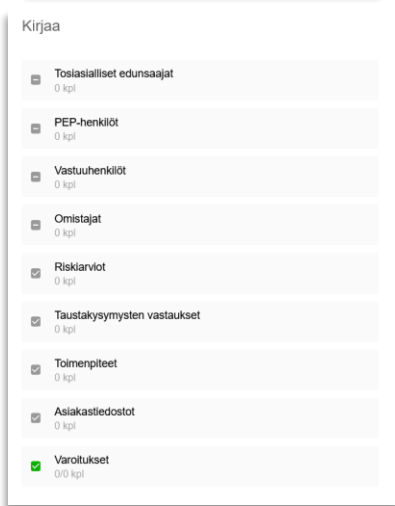 Kirjaa
Tosiasialliset edunsaajat
0 kpl
PEP-henkilöt
0 kpl
Vastuuhenkilöt
0 kpl
Omistajat
0 kpl
Riskiarviot
0 kpl
Taustakysymysten vastaukset
0 kpl
Toimenpiteet
0 kpl
Asiakastiedostot
0 kpl
Varoitukset
0/0 kpl